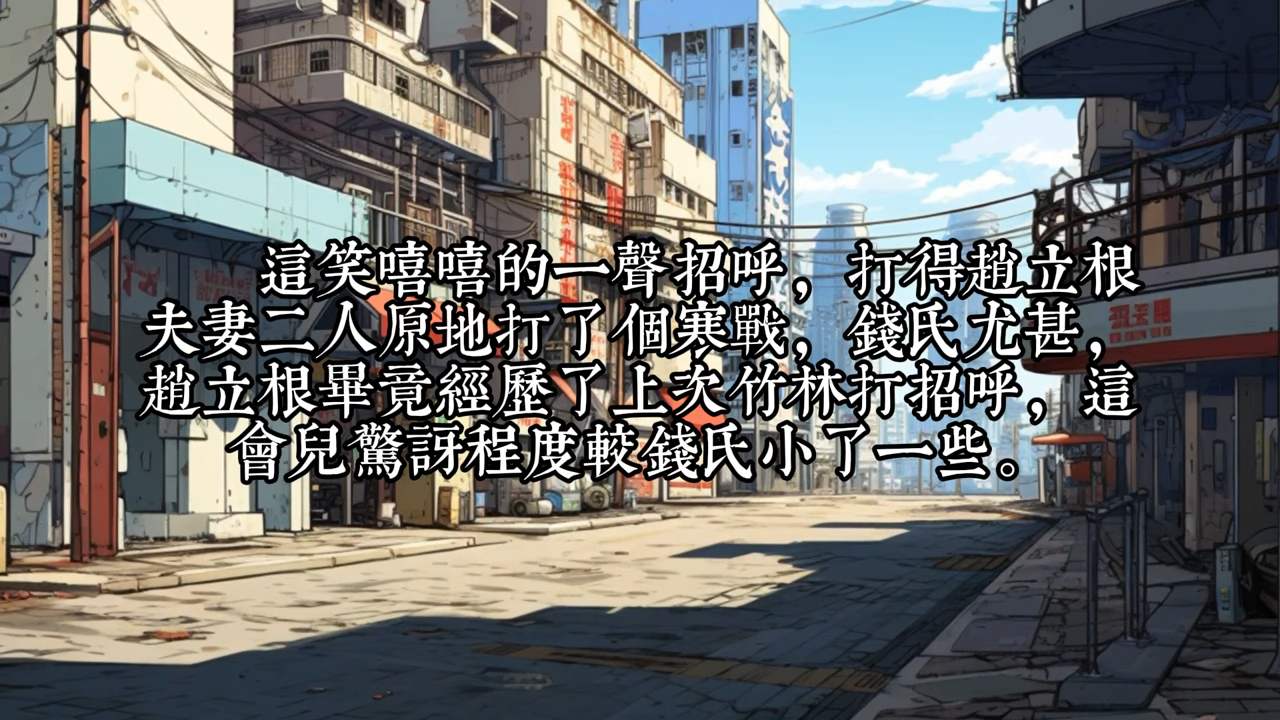 這笑嘻嘻的一聲招呼，打得趙立根
夫妻二人原地打了個寒戰，錢氏尤甚，
趙立根畢竟經歷了上次竹林打招呼，這
會兒驚訝程度較錢氏小了一些。